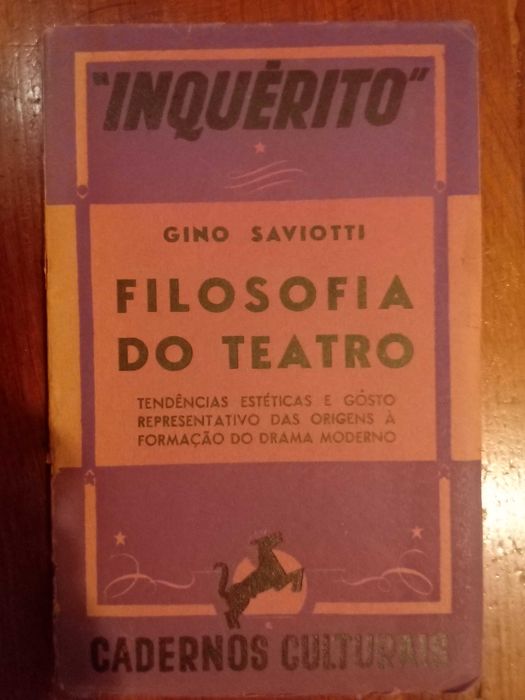 "INQUÉRITO"
GINO SAVIOTTI
FILOSOFIA
DO TEATRO
TENDÊNCIAS ESTÉTICAS E GÔSTO
REPRESENTATIVO DAS ORIGENS À
FORMAÇÃO DO DRAMA MODERNO
CADERNOS CULTURAIS